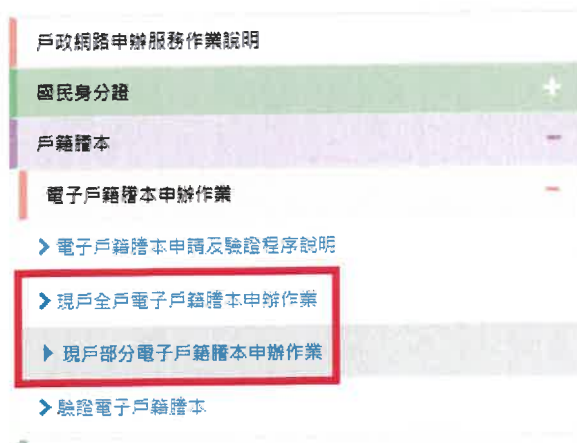 戶政網路申辦服務作業說明
國民身分證
戶籍謄本
電子戶籍謄本申辦作業
電子戶籍謄本申請及驗證程序說明
現戶全戶電子戶籍謄本申辦作業
現戶部分電子戶籍謄本申辦作業
驗證電子戶籍謄本